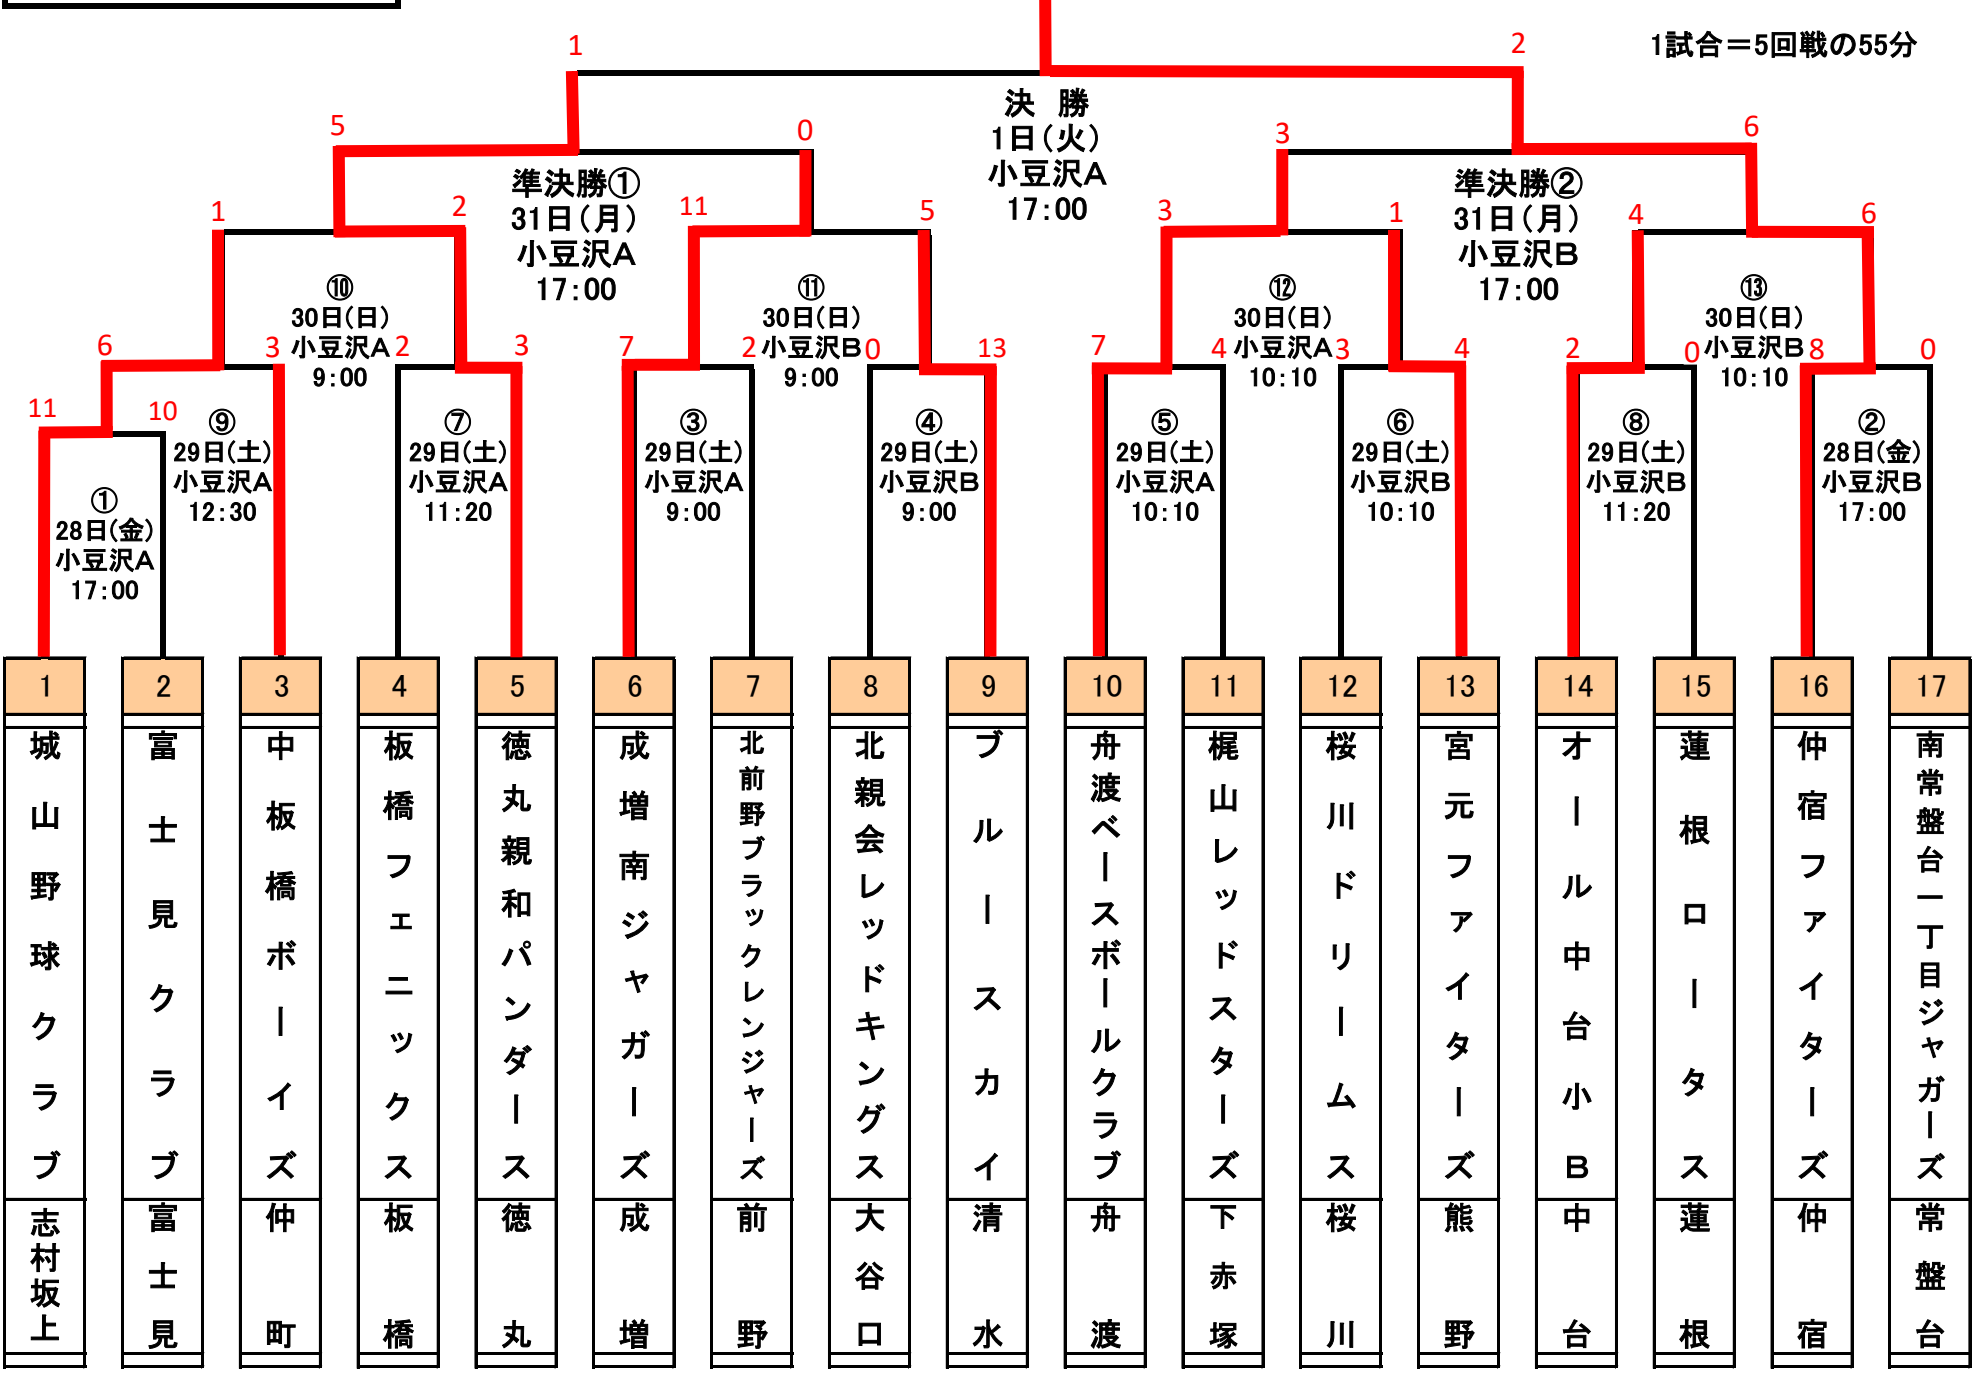 1試合＝5回戦の55分
1
2
決　勝
1日（火）
小豆沢A
17：00
5
0
3
6
準決勝①
31日（月）
小豆沢A
17：00
準決勝②
31日（月）
小豆沢B
17：00
1
2
11
5
3
1
4
6
⑩
30日（日）
小豆沢A
9：00
⑪
30日（日）
小豆沢B
9：00
⑫
30日（日）
小豆沢A
10：10
⑬
30日（日）
小豆沢B
10：10
6
3
2
3
7
2
0
13
7
4
3
4
2
0
8
0
11
10
⑨
29日（土）
小豆沢A
12：30
⑦
29日（土）
小豆沢A
11：20
③
29日（土）
小豆沢A
9：00
④
29日（土）
小豆沢B
9：00
⑤
29日（土）
小豆沢A
10：10
⑥
29日（土）
小豆沢B
10：10
⑧
29日（土）
小豆沢B
11：20
②
28日（金）
小豆沢B
17：00
①
28日（金）
小豆沢A
17：00
1
城山野球クラブ
志村坂上
2
富士見クラブ
富士見
3
中板橋ボーイズ
仲町
4
板橋フェニックス
板橋
5
徳丸親和パンダース
徳丸
6
成増南ジャガーズ
成増
7
北前野ブラックレンジャーズ
前野
8
北親会レッドキングス
大谷口
9
ブルースカイ
清水
10
舟渡ベースボールクラブ
舟渡
11
梶山レッドスターズ
下赤塚
12
桜川ドリームス
桜川
13
宮元ファイターズ
熊野
14
オール中台小B
中台
15
蓮根ロータス
蓮根
16
仲宿ファイターズ
仲宿
17
南常盤台一丁目ジャガーズ
常盤台